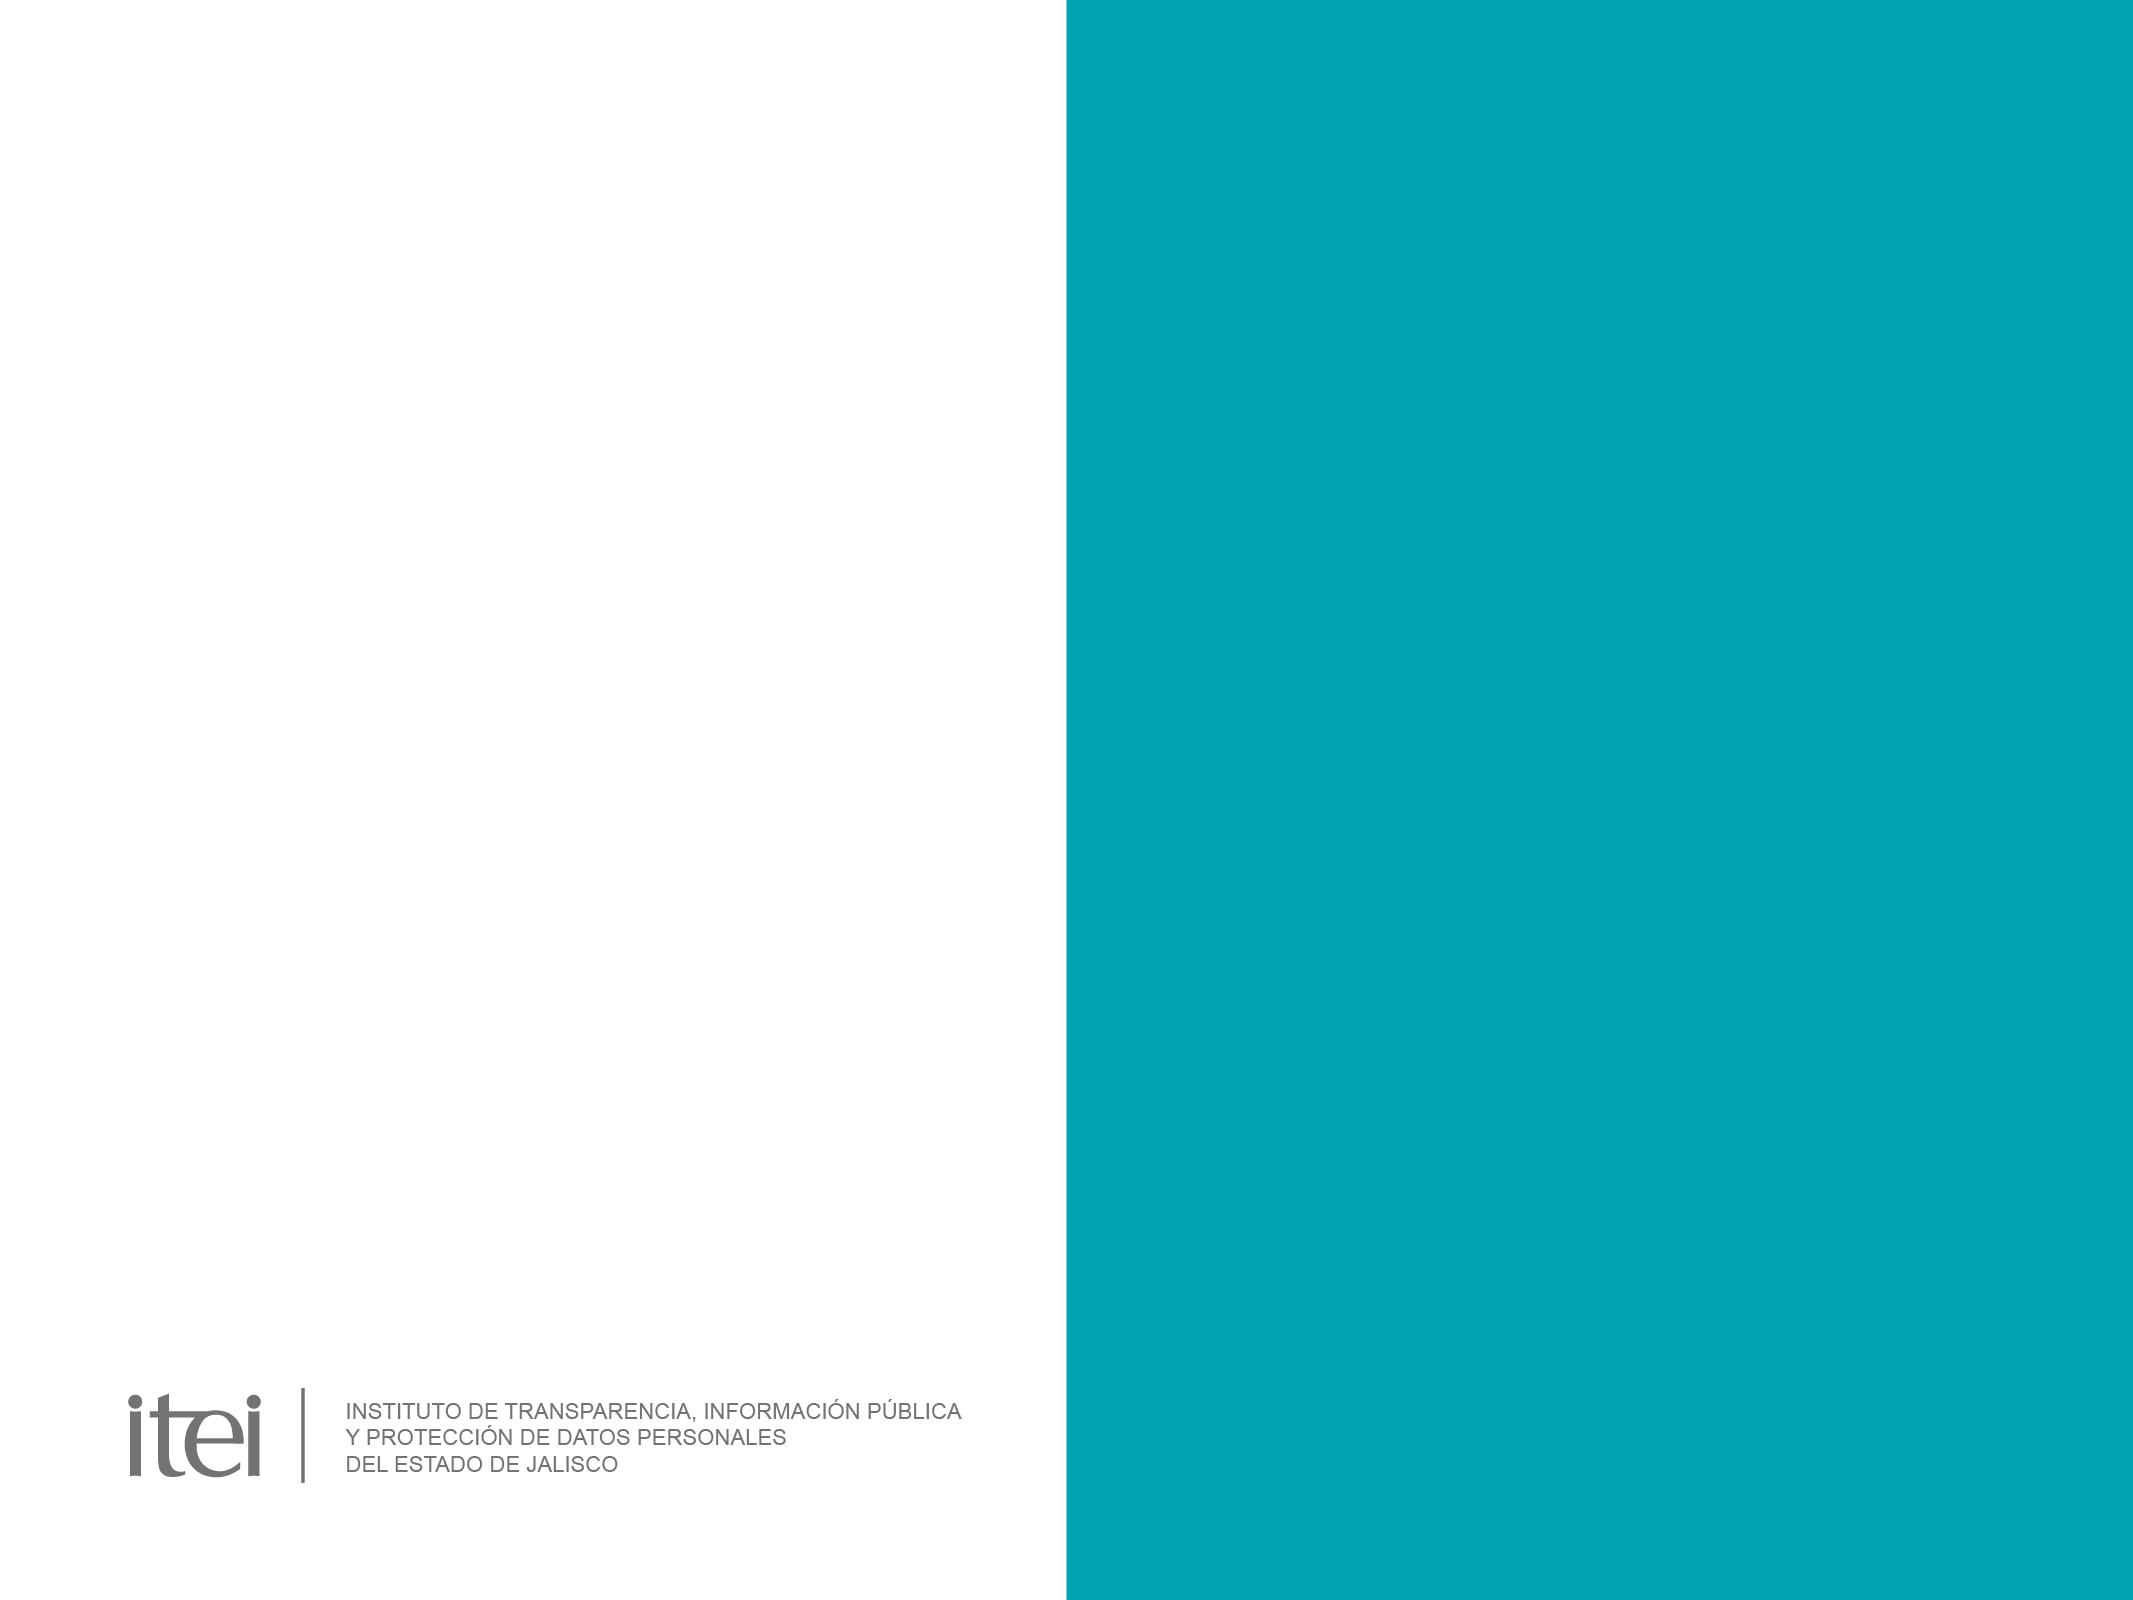 itei
INSTITUTO DE TRANSPARENCIA, INFORMACIÓN PÚBLICA
Y PROTECCIÓN DE DATOS PERSONALES
DEL ESTADO DE JALISCO